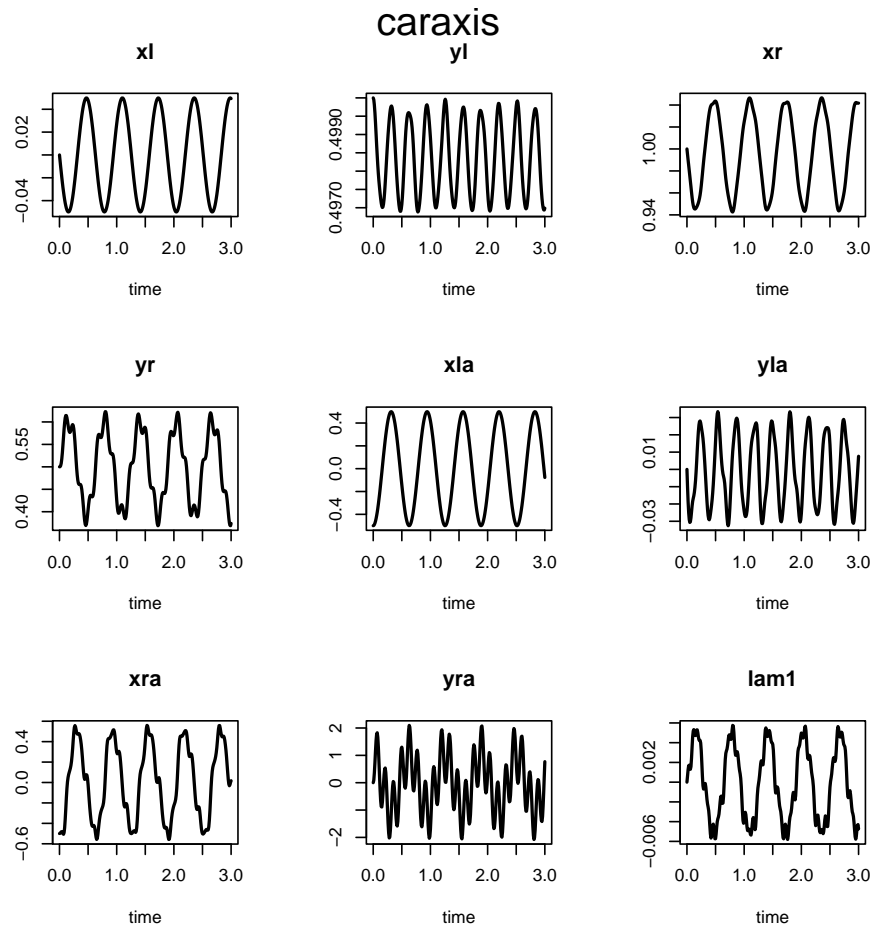 caraxis
xl yl xr
0.02
−0.04
0.0 1.0 2.0 3.0
time
0.4990
0.4970
0.0 1.0 2.0 3.0
time
1.00
0.94
0.0 1.0 2.0 3.0
time
yr xla yla
0.55
0.40
0.0 1.0 2.0 3.0
time
0.4
0.0
−0.4
0.0 1.0 2.0 3.0
time
0.01
−0.03
0.0 1.0 2.0 3.0
time
xra yra lam1
0.4
0.0
−0.6
0.0 1.0 2.0 3.0
time
2
1
0
−2
0.0 1.0 2.0 3.0
time
0.002
−0.006
0.0 1.0 2.0 3.0
time